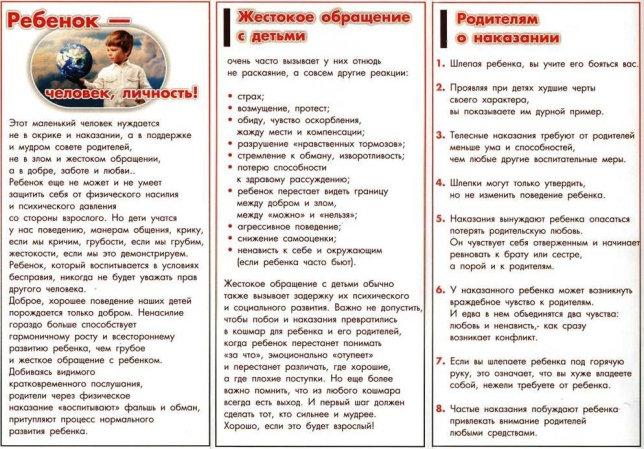 Ребенок —
человек, личность!
Этот маленький человек нуждается
не в окрике и наказании, а в поддержке
и мудром совете родителей,
не в злом и жестоком обращении,
а в добре, заботе и любви..
Ребенок еще не может и не умеет
защитить себя от физического насилия
и психического давления
со стороны взрослого. Но дети учатся
у нас поведению, манерам общения, крику,
если мы кричим, грубости, если мы грубим,
жестокости, если мы это демонстрируем.
Ребенок, который воспитывается в условиях
бесправия, никогда не будет уважать прав
другого человека.
Доброе, хорошее поведение наших детей
порождается только добром. Ненасилие
гораздо больше способствует
гармоничному росту и всестороннему
развитию ребенка, чем грубое
и жесткое обращение с ребенком.
Добиваясь видимого
кратковременного послушания,
родители через физическое
наказание «воспитывают» фальшь и обман,
притупляют процесс нормального
развития ребенка.
Жестокое обращение
с детьми
очень часто вызывает у них отнюдь
не раскаяние, а совсем другие реакции:
• страх;
• возмущение, протест;
• обиду, чувство оскорбления,
жажду мести и компенсации;
• разрушение «нравственных тормозов»;
• стремление к обману, изворотливость;
• потерю способности
к здравому рассуждению;
• ребенок перестает видеть границу
между добром и злом,
между «можно» и «нельзя»;
• агрессивное поведение;
• снижение самооценки;
• ненависть к себе и окружающим
(если ребенка часто бьют).
Жестокое обращение с детьми обычно
также вызывает задержку их психического
и социального развития. Важно не допустить,
чтобы побои и наказания превратились
в кошмар для ребенка и его родителей,
когда ребенок перестанет понимать
«за что», эмоционально «отупеет»
и перестанет различать, где хорошие,
а где плохие поступки. Но еще более
важно помнить, что из любого кошмара
всегда есть выход. И первый шаг должен
сделать тот, кто сильнее и мудрее.
Хорошо, если это будет взрослый!
Родителям
о наказании
1. Шлепая ребенка, вы учите его бояться вас.
2. Проявляя при детях худшие черты
своего характера,
вы показываете им дурной пример.
3. Телесные наказания требуют от родителей
меньше ума и способностей,
чем любые другие воспитательные меры.
4. Шлепки могут только утвердить,
но не изменить поведение ребенка.
5. Наказания вынуждают ребенка опасаться
потерять родительскую любовь.
Он чувствует себя отверженным и начинает
ревновать к брату или сестре,
а порой и к родителям.
6. У наказанного ребенка может возникнуть
враждебное чувство к родителям.
И едва в нем объединятся два чувства:
любовь и ненависть,- как сразу
возникает конфликт.
7. Если вы шлепаете ребенка под горячую
руку, это означает, что вы хуже владеете
собой, нежели требуете от ребенка.
8. Частые наказания побуждают ребенка
привлекать внимание родителей
любыми средствами.